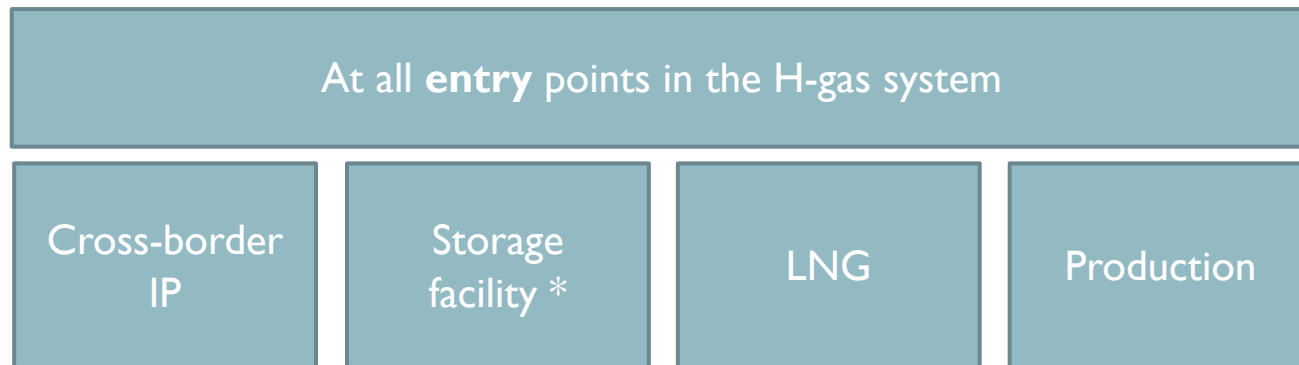 At all entry points in the H-gas system
Cross-border
IP
Storage
facility *
LNG
Production